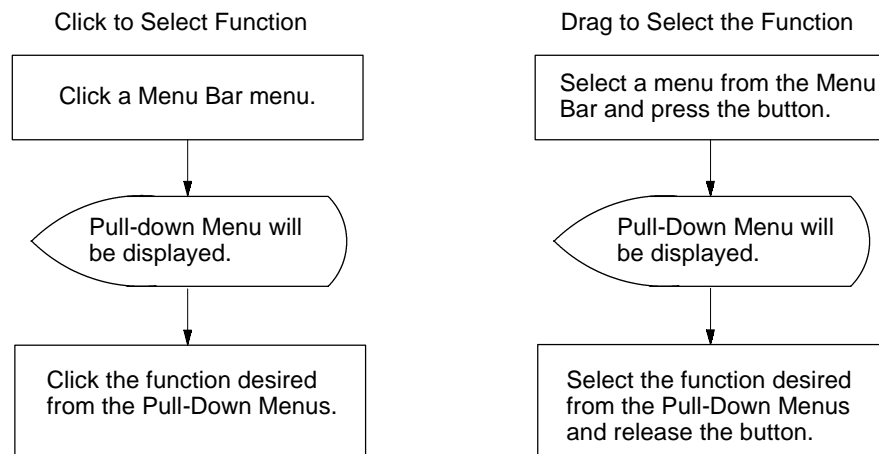 Click to Select Function
Click a Menu Bar menu.
Pull-down Menu will
be displayed.
Click the function desired
from the Pull-Down Menus.
Drag to Select the Function
Select a menu from the Menu
Bar and press the button.
Pull-Down Menu will
be displayed.
Select the function desired
from the Pull-Down Menus
and release the button.